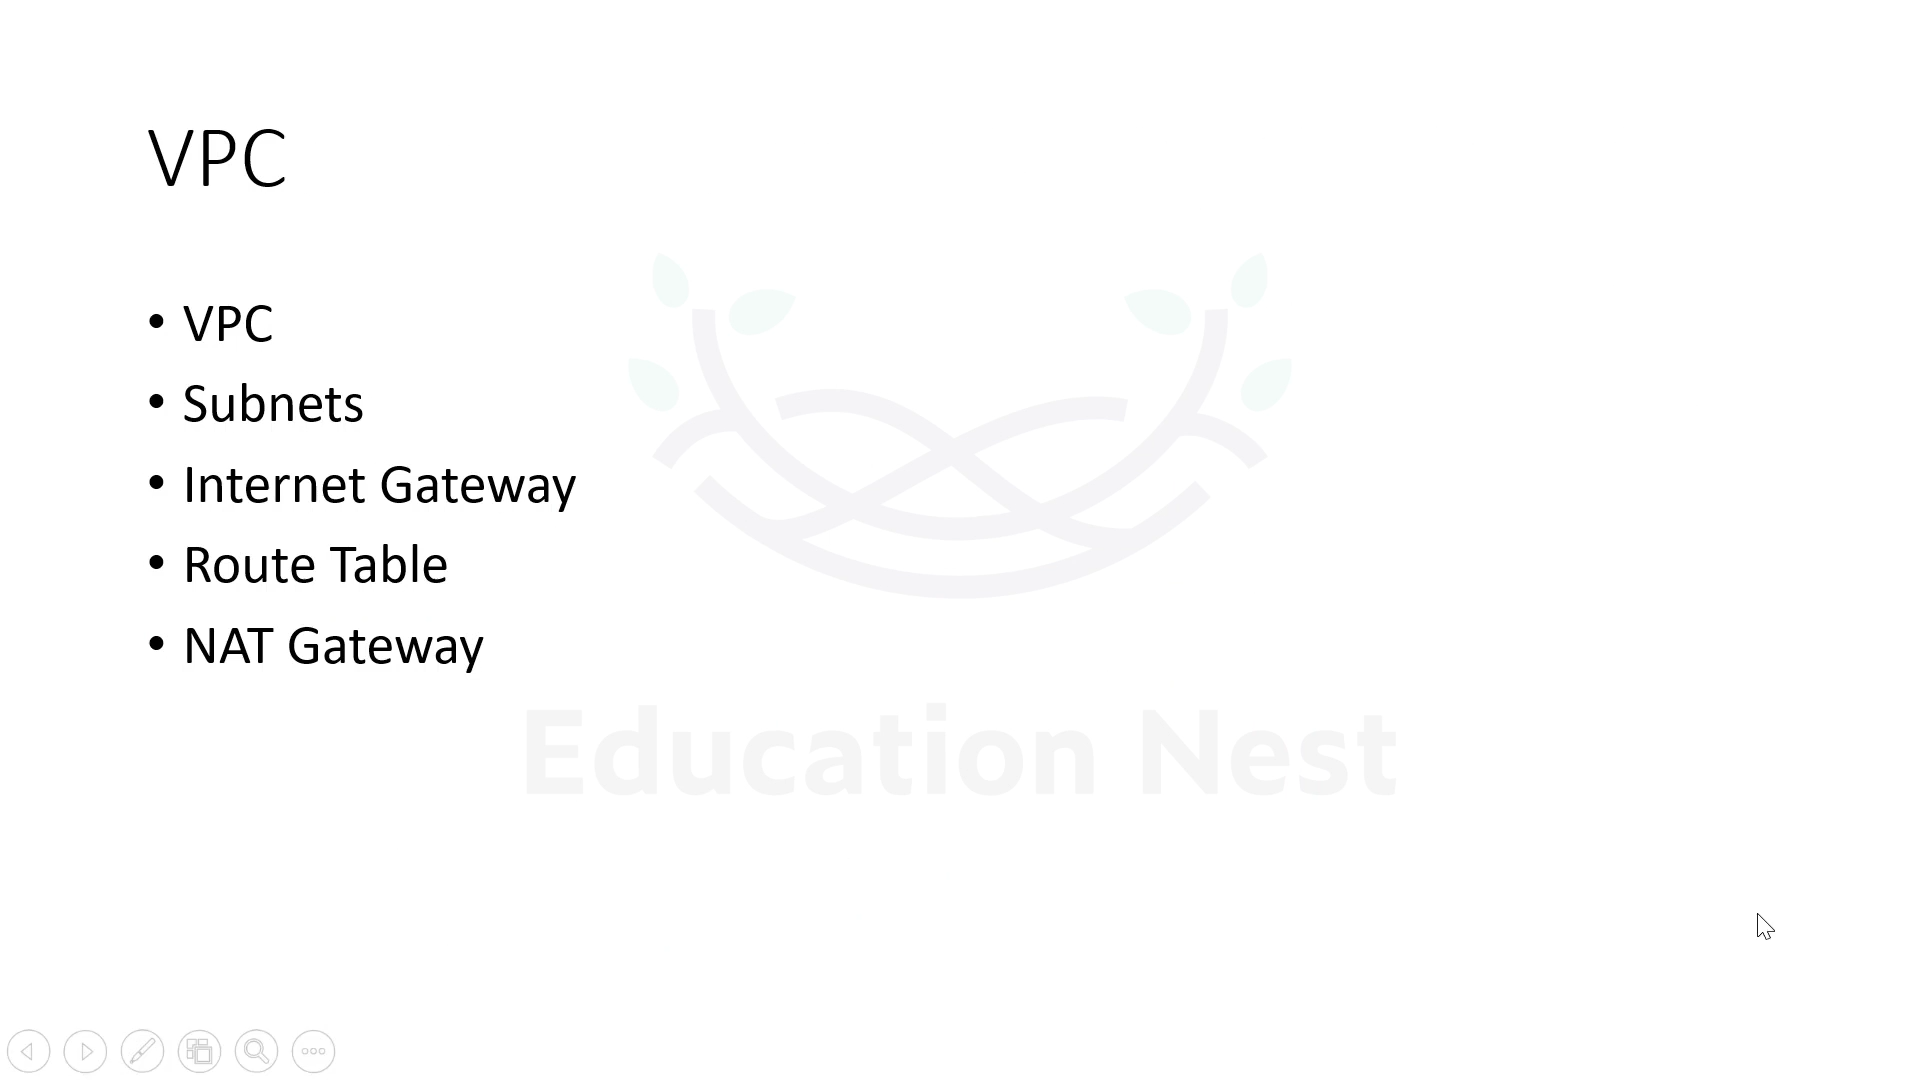 VPC
• VPC
• Subnets
• Internet Gateway
• Route Table
• NAT Gateway
Education Nest